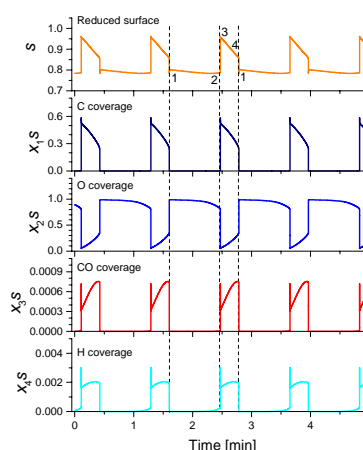 Reduced surface
1.0
0.9
0.8
0.7
0.6
S
3
4
1
2
1
C coverage
0.6
0.3
0.0
X₁S
O coverage
1.0
0.5
0.0
X₂S
CO coverage
0.0009
0.0006
0.0003
0.0000
X₃S
H coverage
0.004
0.002
0.000
X₄S
0 1 2 3 4
Time [min]